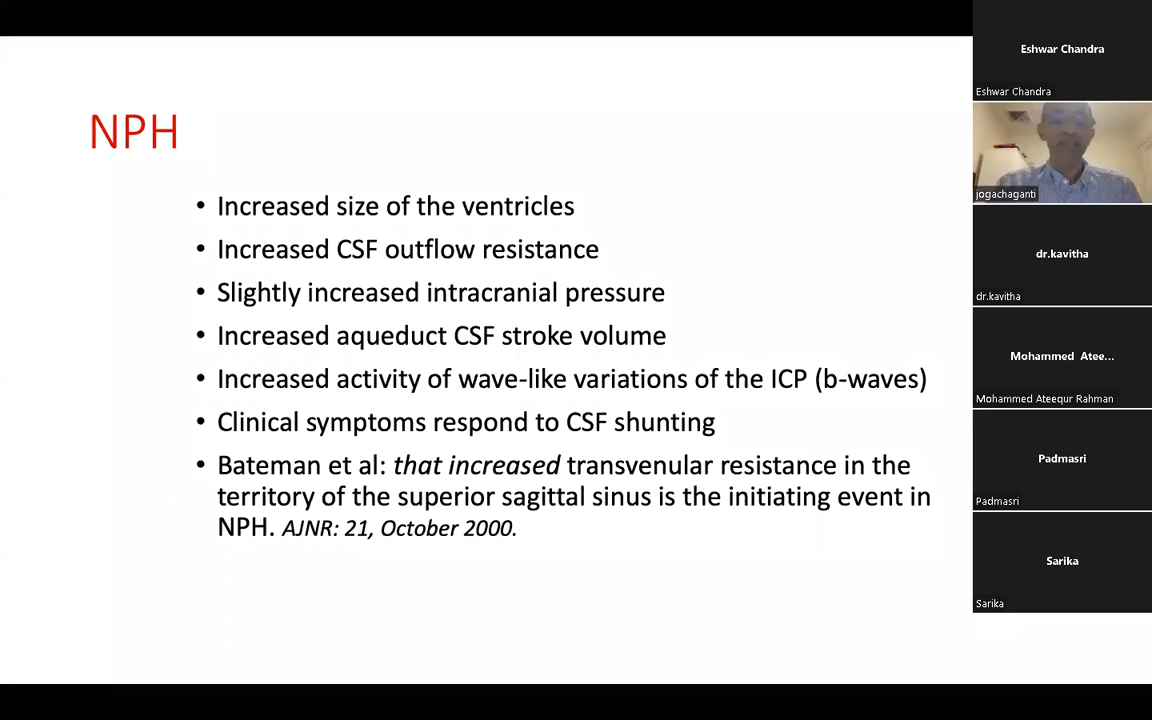 NPH
• Increased size of the ventricles
• Increased CSF outflow resistance
• Slightly increased intracranial pressure
• Increased aqueduct CSF stroke volume
• Increased activity of wave-like variations of the ICP (b-waves)
• Clinical symptoms respond to CSF shunting
• Bateman et al: that increased transvenular resistance in the
territory of the superior sagittal sinus is the initiating event in
NPH. AJNR: 21, October 2000.
Eshwar Chandra
Eshwar Chandra
jogachaganti
dr.kavitha
dr.kavitha
Mohammed Atee...
Mohammed Ateequr Rahman
Padmasri
Padmasri
Sarika
Sarika